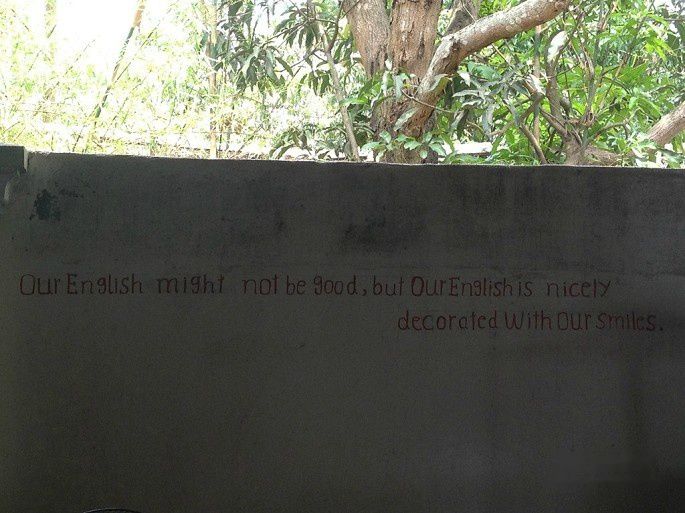 Our English might not be good, but Our English is nicely
decorated With Our Smiles.